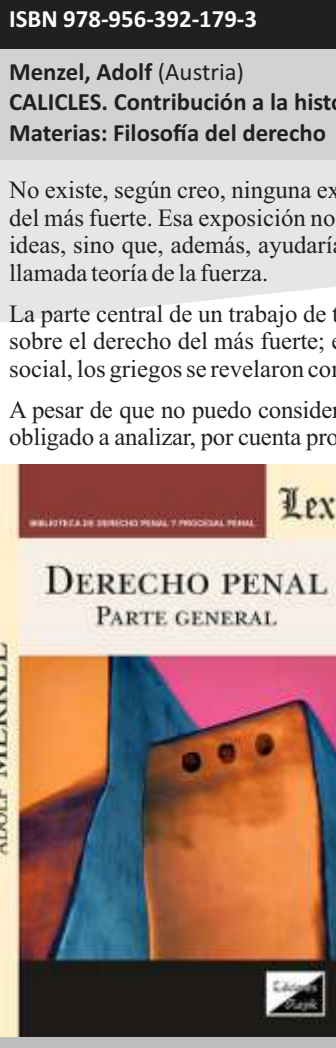 ISBN 978-956-392-179-3
Menzel, Adolf (Austria)
CALICLES. Contribución a la histo
Materias: Filosofía del derecho
No existe, según creo, ninguna ex
del más fuerte. Esa exposición no
ideas, sino que, además, ayudaría
llamada teoría de la fuerza.
La parte central de un trabajo de t
sobre el derecho del más fuerte; e
social, los griegos se revelaron con
A pesar de que no puedo consider
obligado a analizar, por cuenta pro
BIBLIOTECA DE DERECHO PENAL Y PROCESAL PENAL
Lex
DERECHO PENAL
PARTE GENERAL
ADOLF MERKEL
Ediciones
Olejnik